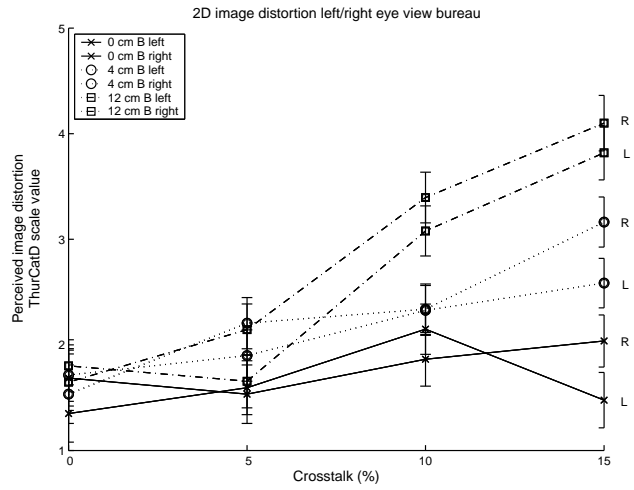 2D image distortion left/right eye view bureau
5
4
3
2
1
Perceived image distortion
ThurCatD scale value
0 cm B left
0 cm B right
4 cm B left
4 cm B right
12 cm B left
12 cm B right
R
L
R
L
R
L
0
5
10
15
Crosstalk (%)